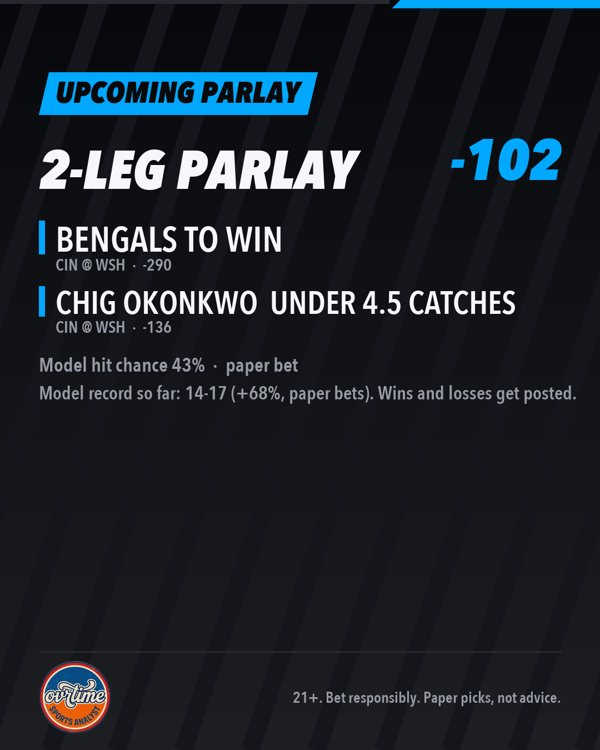 UPCOMING PARLAY
2-LEG PARLAY
-102
BENGALS TO WIN
CIN @ WSH · -290
CHIG OKONKWO UNDER 4.5 CATCHES
CIN @ WSH · -136
Model hit chance 43% · paper bet
Model record so far: 14-17 (+68%, paper bets). Wins and losses get posted.
ovrtime
SPORTS ANALYST
21+. Bet responsibly. Paper picks, not advice.